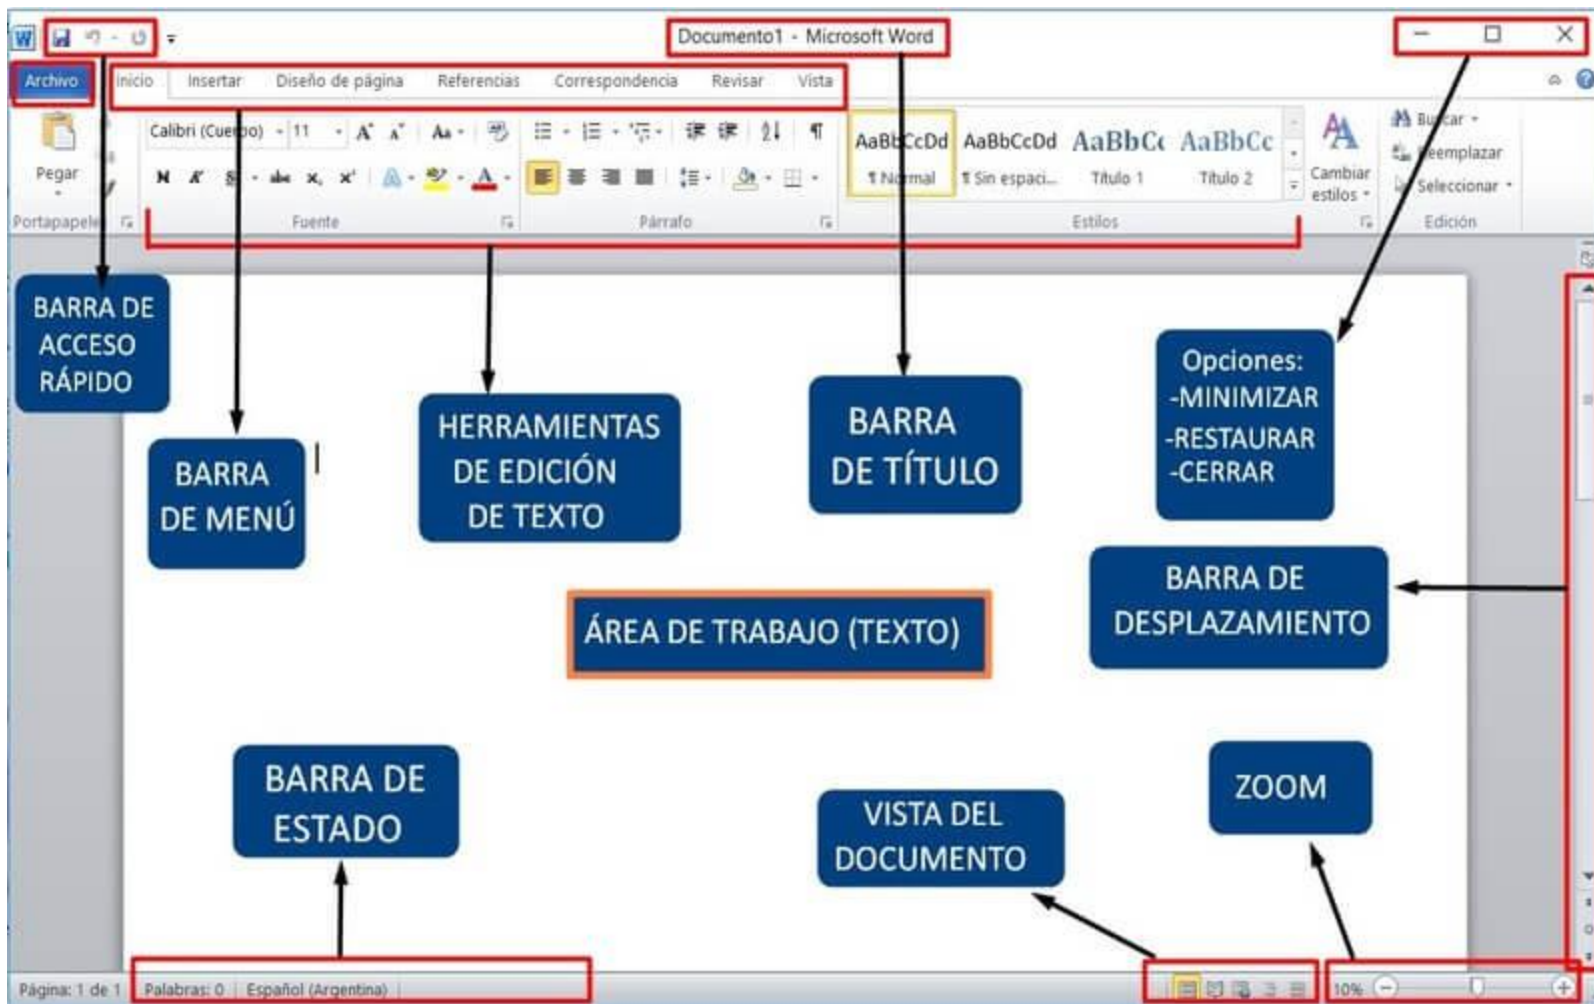 Documento1 - Microsoft Word
Archivo Inicio Insertar Diseño de página Referencias Correspondencia Revisar Vista
Calibri (Cuerpo) 11
Pegar
AaBbCcDd AaBbCcDd AaBbCc AaBbCc
¶ Normal ¶ Sin espaci... Título 1 Título 2
Cambiar
estilos
Buscar
Reemplazar
Seleccionar
Portapapeles Fuente Párrafo Estilos Edición
BARRA DE
ACCESO
RÁPIDO
BARRA
DE MENÚ
HERRAMIENTAS
DE EDICIÓN
DE TEXTO
BARRA
DE TÍTULO
Opciones:
-MINIMIZAR
-RESTAURAR
-CERRAR
BARRA DE
DESPLAZAMIENTO
ÁREA DE TRABAJO (TEXTO)
BARRA DE
ESTADO
VISTA DEL
DOCUMENTO
ZOOM
Página: 1 de 1 Palabras: 0 Español (Argentina) 10%